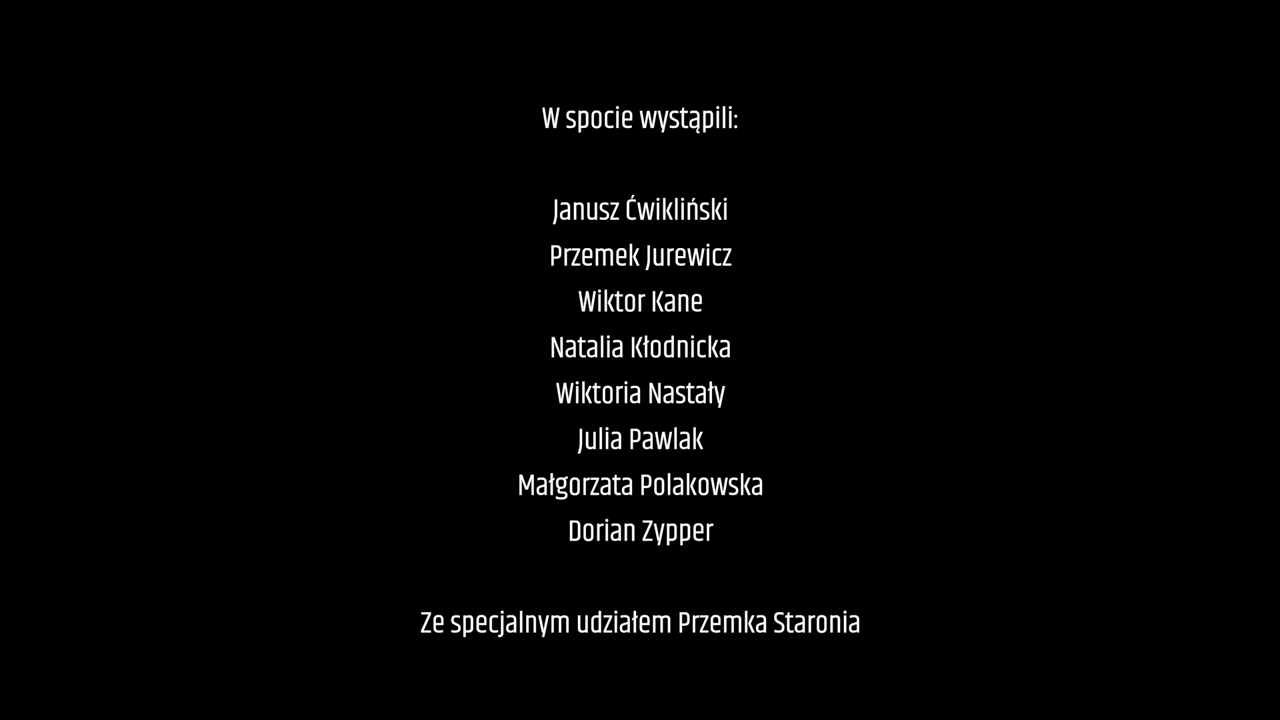 W spocie wystąpili:
Janusz Ćwikliński
Przemek Jurewicz
Wiktor Kane
Natalia Kłodnicka
Wiktoria Nastały
Julia Pawlak
Małgorzata Polakowska
Dorian Zypper
Ze specjalnym udziałem Przemka Staronia